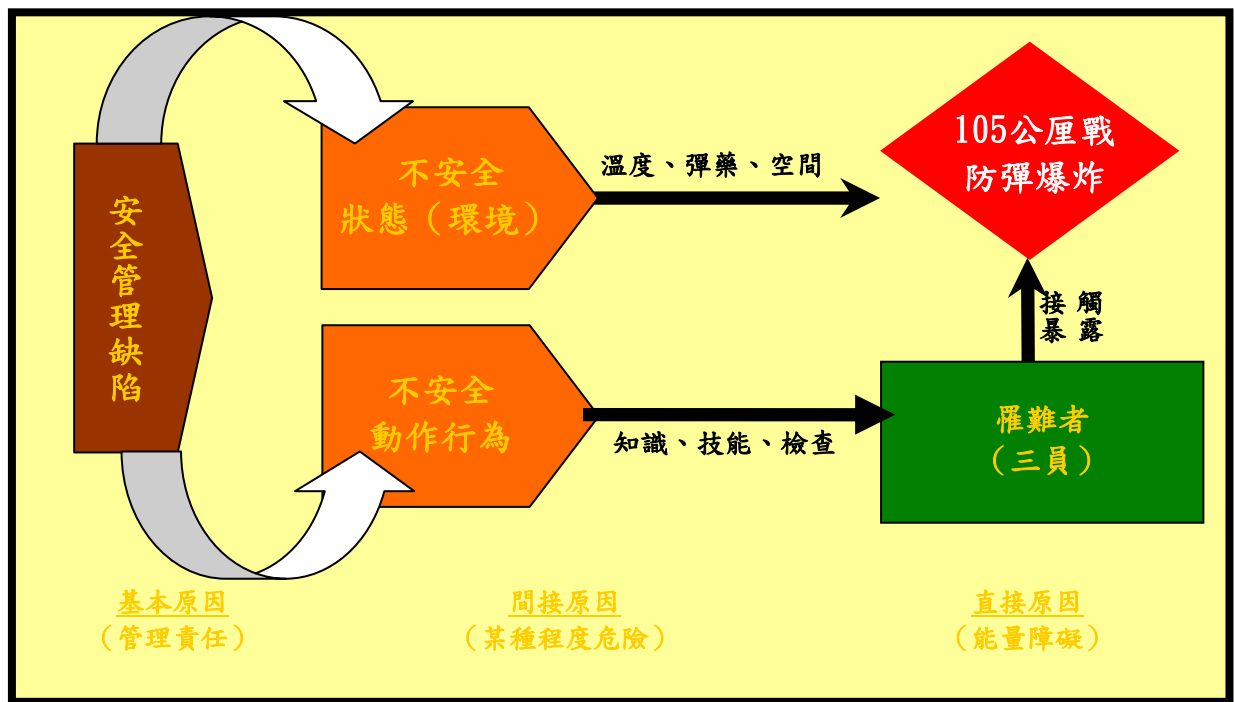 安全管理缺陷
不安全
狀態（環境）
溫度、彈藥、空間
105公厘戰
防彈爆炸
接觸
暴露
不安全
動作行為
知識、技能、檢查
罹難者
（三員）
基本原因
（管理責任）
間接原因
（某種程度危險）
直接原因
（能量障礙）